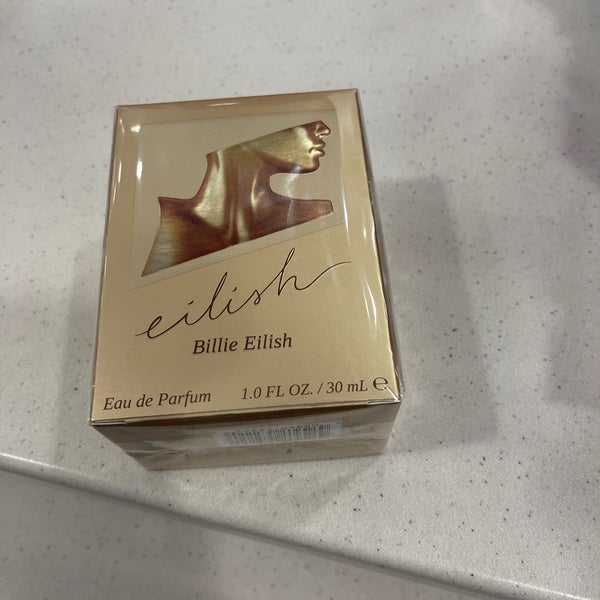 eilish
Billie Eilish
Eau de Parfum 1.0 FL OZ. / 30 mL ℮